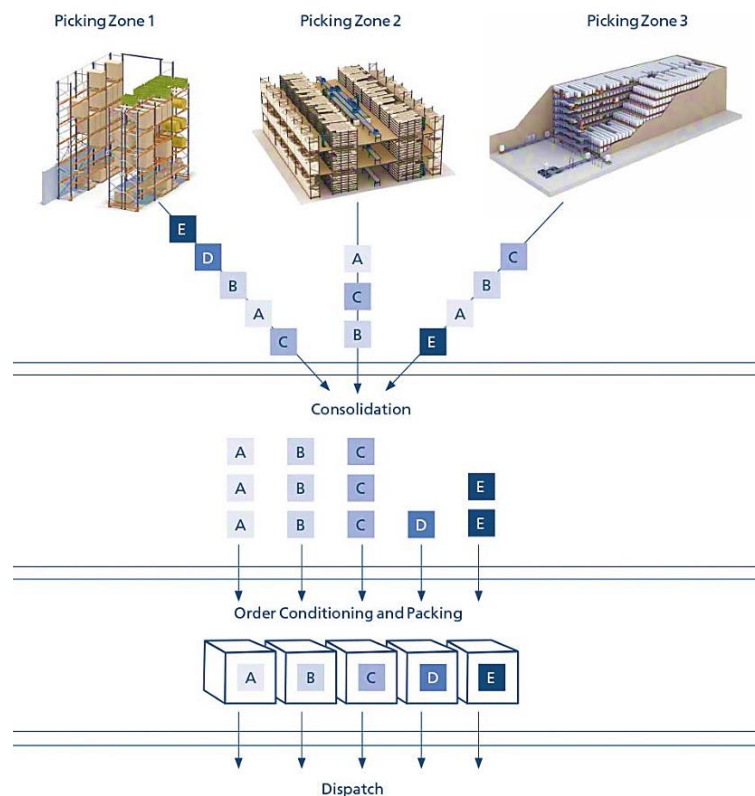 Picking Zone 1
Picking Zone 2
Picking Zone 3
E
D
B
A
C
A
C
B
C
B
A
E
Consolidation
A B C
A B C E
A B C D E
Order Conditioning and Packing
A B C D E
Dispatch